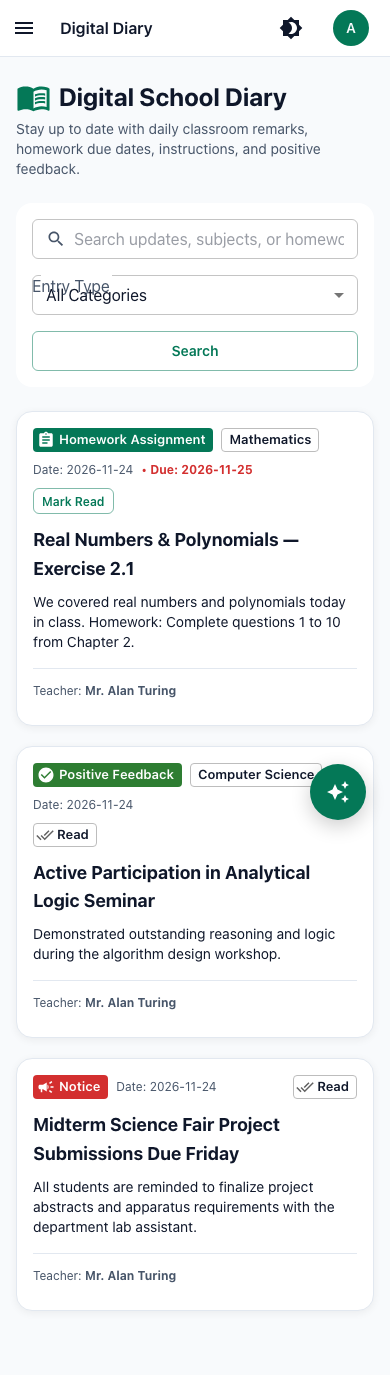 Digital Diary
A
Digital School Diary
Stay up to date with daily classroom remarks,
homework due dates, instructions, and positive
feedback.
Search updates, subjects, or homewo
Entry Type
All Categories
Search
Homework Assignment
Mathematics
Date: 2026-11-24 • Due: 2026-11-25
Mark Read
Real Numbers & Polynomials —
Exercise 2.1
We covered real numbers and polynomials today
in class. Homework: Complete questions 1 to 10
from Chapter 2.
Teacher: Mr. Alan Turing
Positive Feedback
Computer Science
Date: 2026-11-24
Read
Active Participation in Analytical
Logic Seminar
Demonstrated outstanding reasoning and logic
during the algorithm design workshop.
Teacher: Mr. Alan Turing
Notice
Date: 2026-11-24
Read
Midterm Science Fair Project
Submissions Due Friday
All students are reminded to finalize project
abstracts and apparatus requirements with the
department lab assistant.
Teacher: Mr. Alan Turing